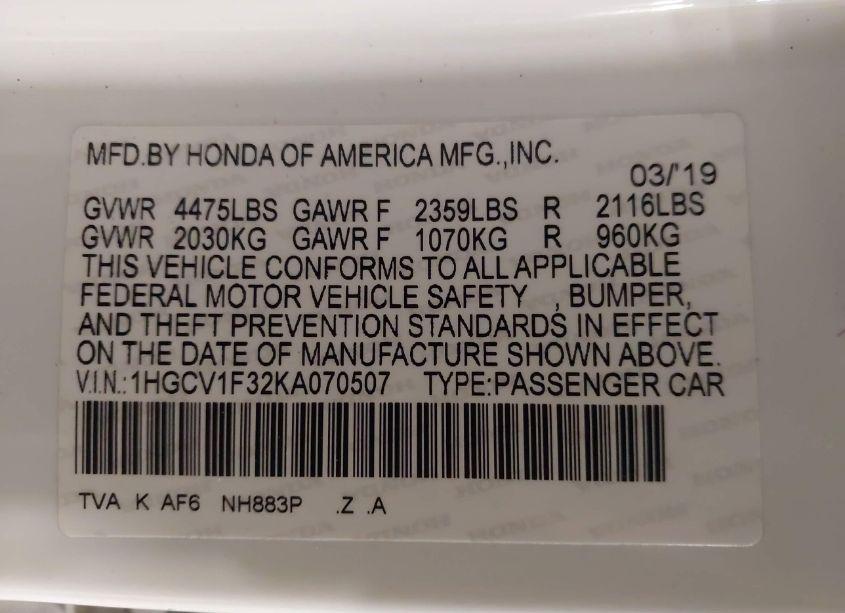 MFD.BY HONDA OF AMERICA MFG.,INC.
03/'19
GVWR 4475LBS GAWR F 2359LBS R 2116LBS
GVWR 2030KG GAWR F 1070KG R 960KG
THIS VEHICLE CONFORMS TO ALL APPLICABLE
FEDERAL MOTOR VEHICLE SAFETY , BUMPER,
AND THEFT PREVENTION STANDARDS IN EFFECT
ON THE DATE OF MANUFACTURE SHOWN ABOVE.
V.I.N.:1HGCV1F32KA070507 TYPE:PASSENGER CAR
TVA K AF6 NH883P .Z .A